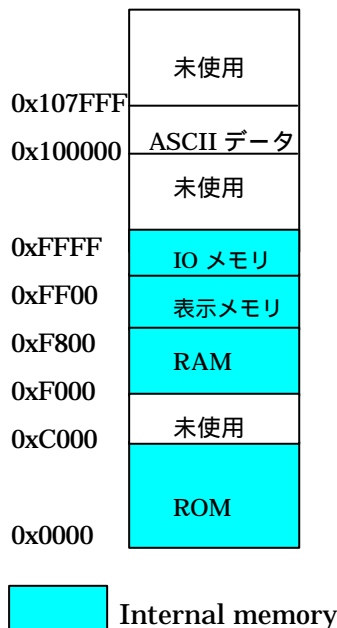 未使用
0x107FFF
ASCII データ
0x100000
未使用
0xFFFF
IO メモリ
0xFF00
表示メモリ
0xF800
RAM
0xF000
未使用
0xC000
ROM
0x0000
Internal memory